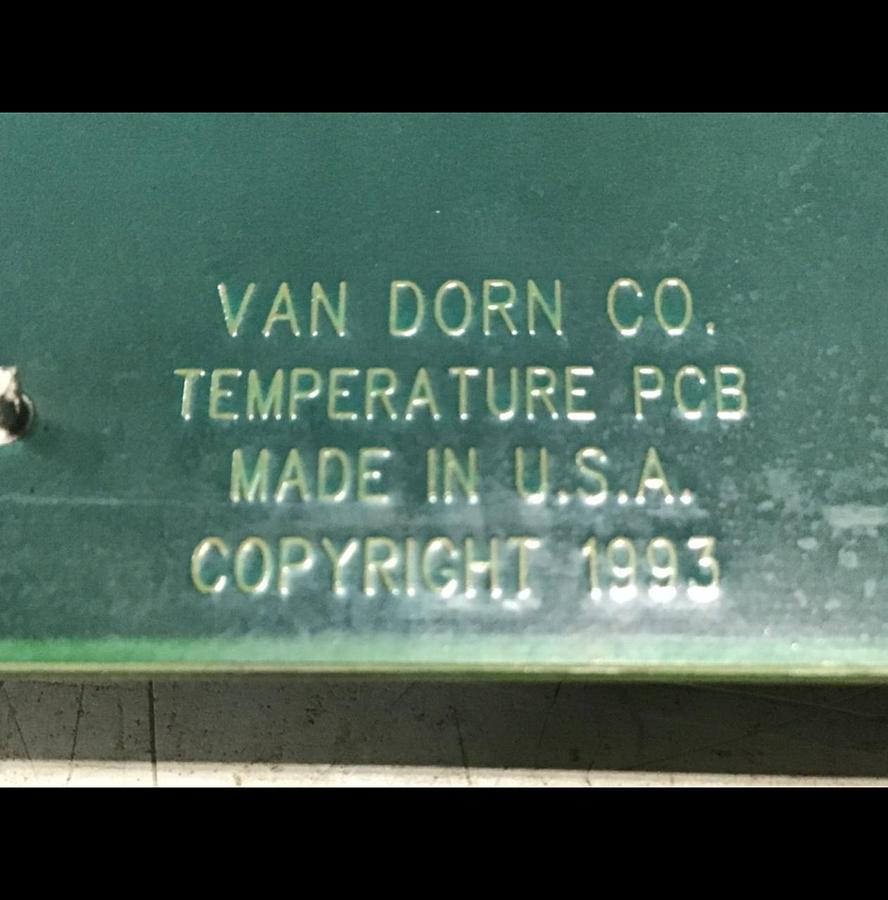 VAN DORN CO.
TEMPERATURE PCB
MADE IN U.S.A.
COPYRIGHT 1993